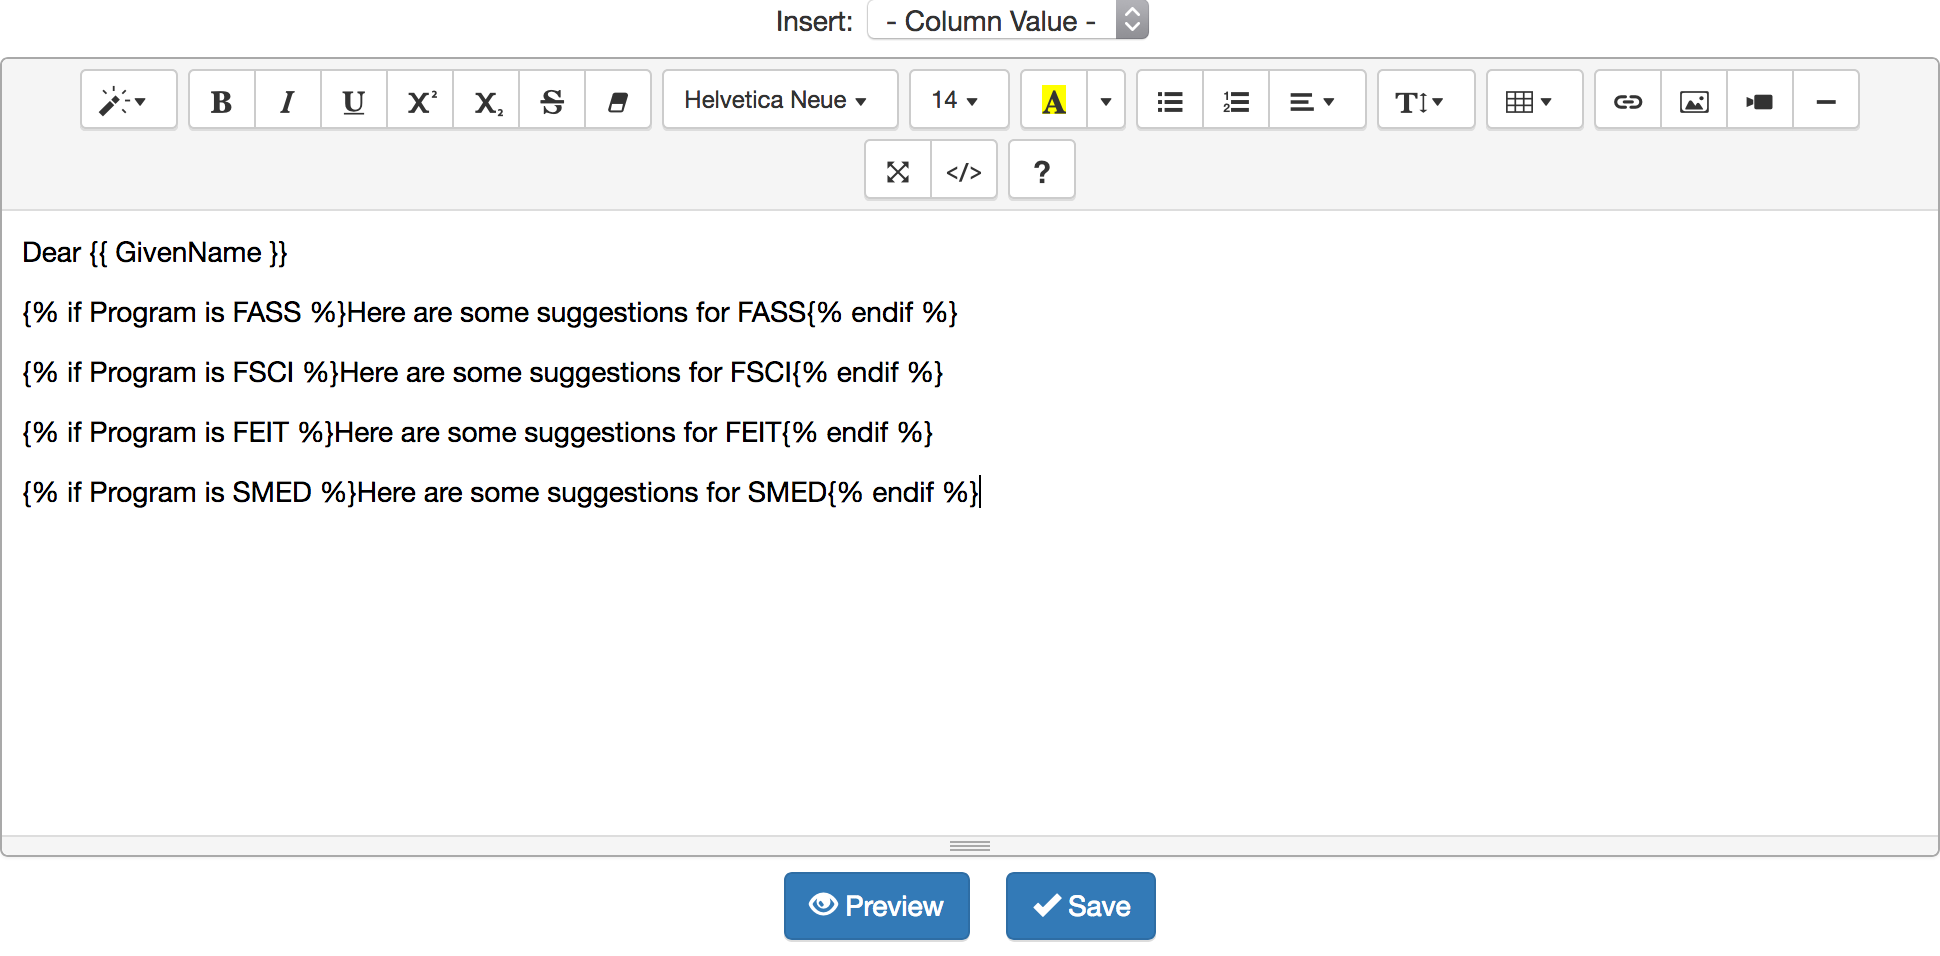 Insert: - Column Value -
B I U X² X₂ S Helvetica Neue 14 A T
</> ?
Dear {{ GivenName }}
{% if Program is FASS %}Here are some suggestions for FASS{% endif %}
{% if Program is FSCI %}Here are some suggestions for FSCI{% endif %}
{% if Program is FEIT %}Here are some suggestions for FEIT{% endif %}
{% if Program is SMED %}Here are some suggestions for SMED{% endif %}
Preview Save